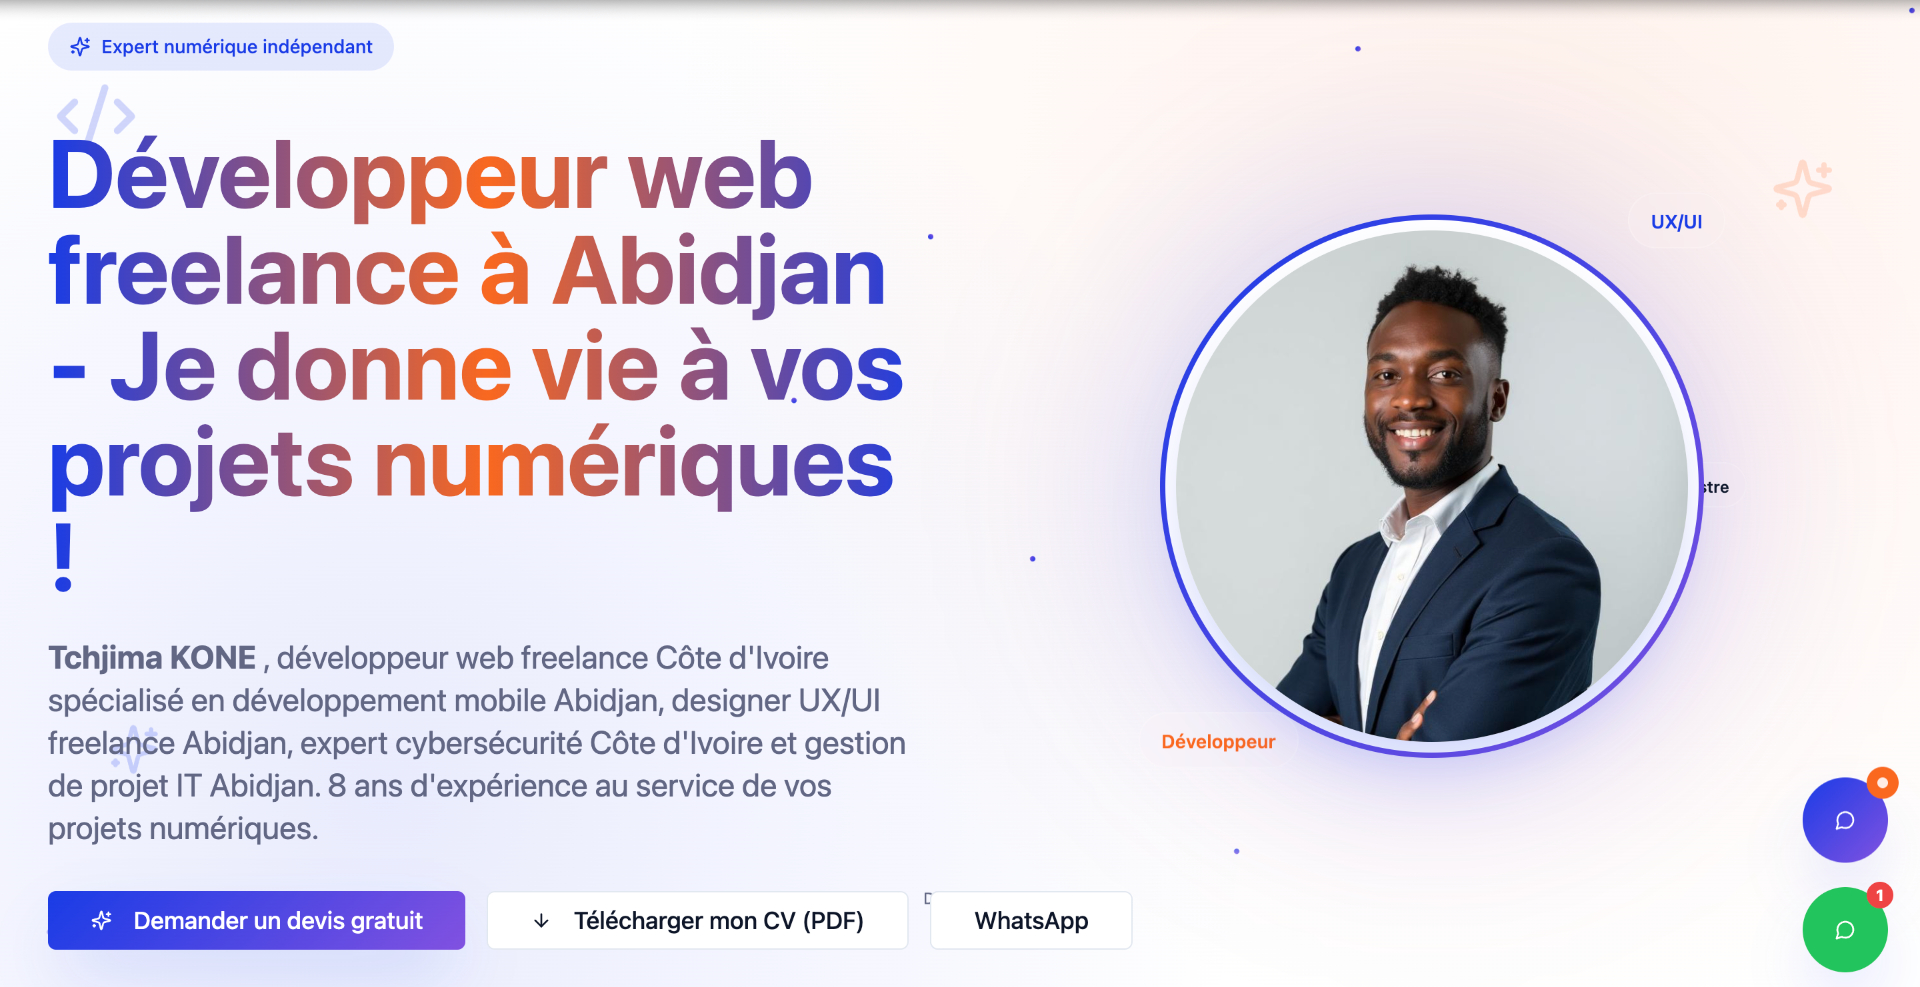 Expert numérique indépendant
Développeur web
freelance à Abidjan
- Je donne vie à vos
projets numériques
!
Tchjima KONE , développeur web freelance Côte d'Ivoire
spécialisé en développement mobile Abidjan, designer UX/UI
freelance Abidjan, expert cybersécurité Côte d'Ivoire et gestion
de projet IT Abidjan. 8 ans d'expérience au service de vos
projets numériques.
Demander un devis gratuit
Télécharger mon CV (PDF)
WhatsApp
UX/UI
Développeur
1